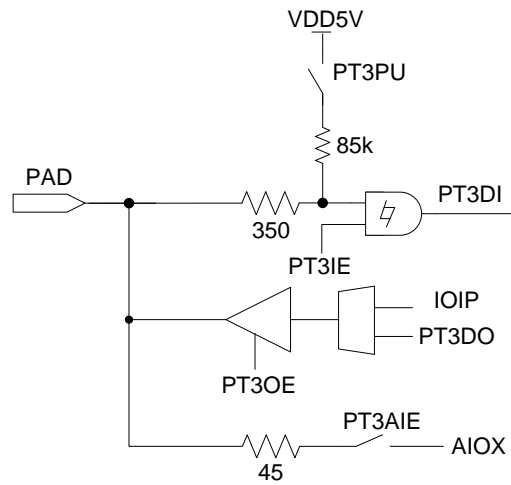 VDD5V
PT3PU
85k
PAD
PT3DI
350
PT3IE
IOIP
PT3DO
PT3OE
PT3AIE
AIOX
45